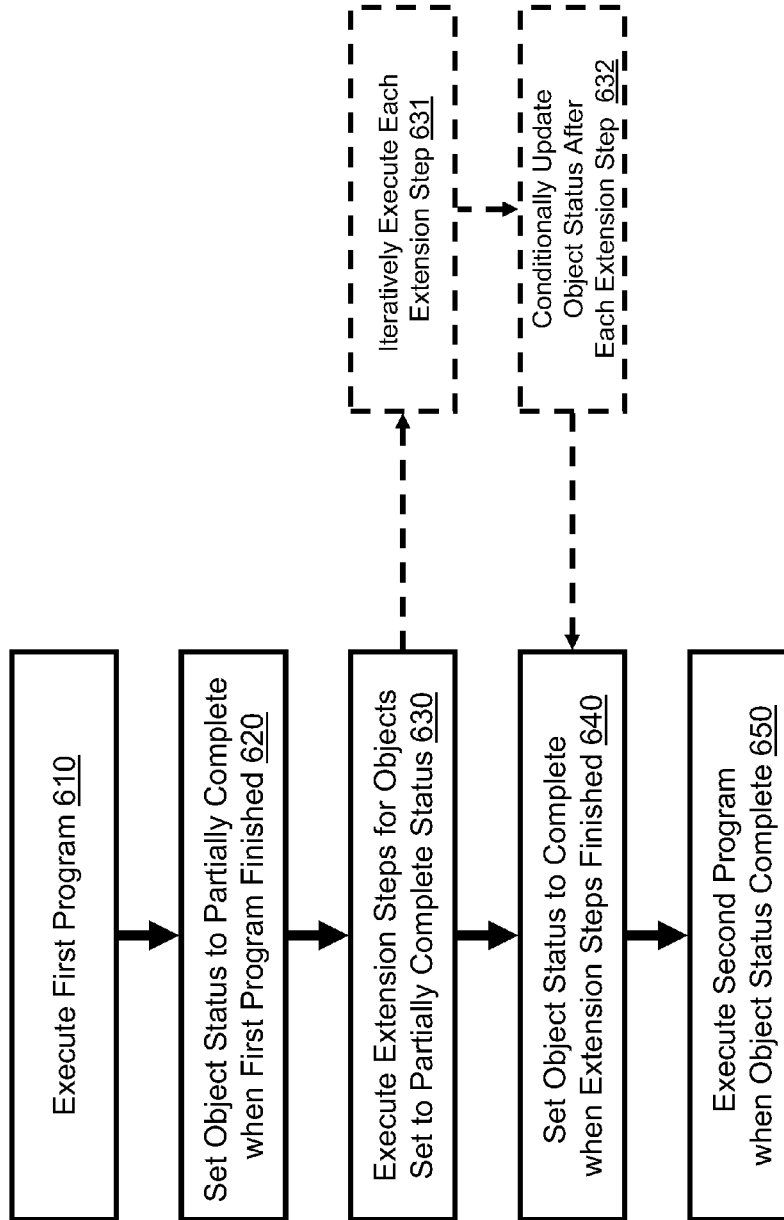 Execute First Program 610
Set Object Status to Partially Complete
when First Program Finished 620
Execute Extension Steps for Objects
Set to Partially Complete Status 630
Iteratively Execute Each
Extension Step 631
Conditionally Update
Object Status After
Each Extension Step 632
Set Object Status to Complete
when Extension Steps Finished 640
Execute Second Program
when Object Status Complete 650